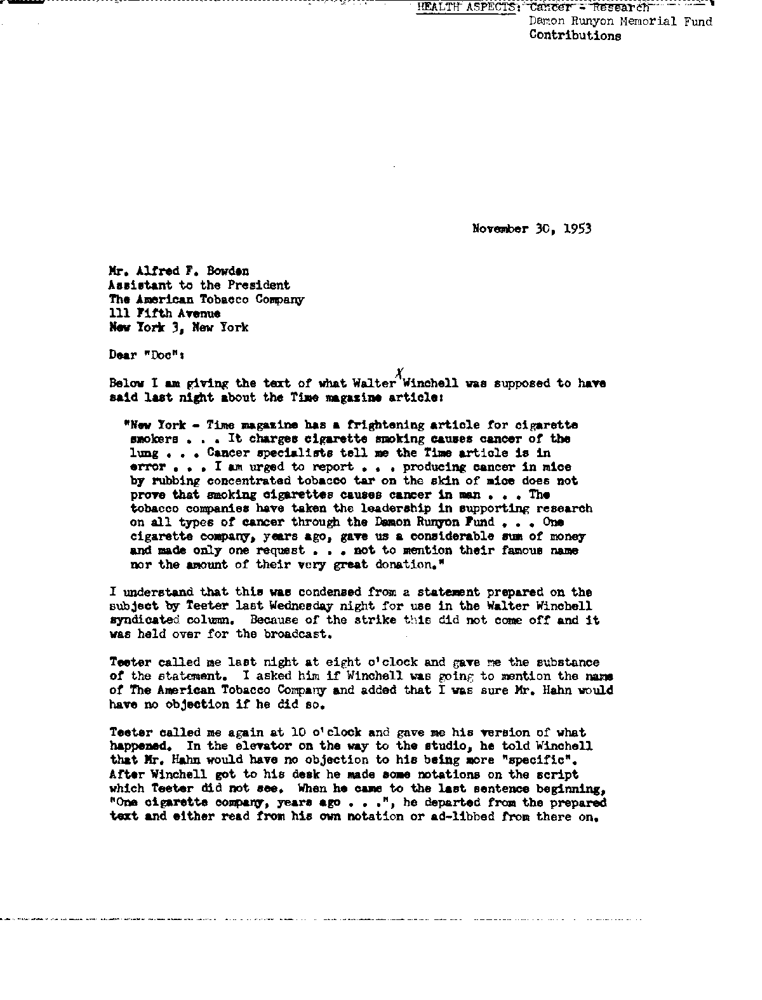 HEALTH ASPECTS: Cancer - Research
Damon Runyon Memorial Fund
Contributions
November 30, 1953
Mr. Alfred F. Bowden
Assistant to the President
The American Tobacco Company
111 Fifth Avenue
New York 3, New York
Dear "Doc":
X
Below I am giving the text of what Walter Winchell was supposed to have
said last night about the Time magazine article:
"New York - Time magazine has a frightening article for cigarette
smokers . . . It charges cigarette smoking causes cancer of the
lung . . . Cancer specialists tell me the Time article is in
error . . . I am urged to report . . . producing cancer in mice
by rubbing concentrated tobacco tar on the skin of mice does not
prove that smoking cigarettes causes cancer in man . . . The
tobacco companies have taken the leadership in supporting research
on all types of cancer through the Damon Runyon Fund . . . One
cigarette company, years ago, gave us a considerable sum of money
and made only one request . . . not to mention their famous name
nor the amount of their very great donation."
I understand that this was condensed from a statement prepared on the
subject by Teeter last Wednesday night for use in the Walter Winchell
syndicated column. Because of the strike this did not come off and it
was held over for the broadcast.
Teeter called me last night at eight o'clock and gave me the substance
of the statement. I asked him if Winchell was going to mention the name
of The American Tobacco Company and added that I was sure Mr. Hahn would
have no objection if he did so.
Teeter called me again at 10 o'clock and gave me his version of what
happened. In the elevator on the way to the studio, he told Winchell
that Mr. Hahn would have no objection to his being more "specific".
After Winchell got to his desk he made some notations on the script
which Teeter did not see. When he came to the last sentence beginning,
"One cigarette company, years ago . . .", he departed from the prepared
text and either read from his own notation or ad-libbed from there on.